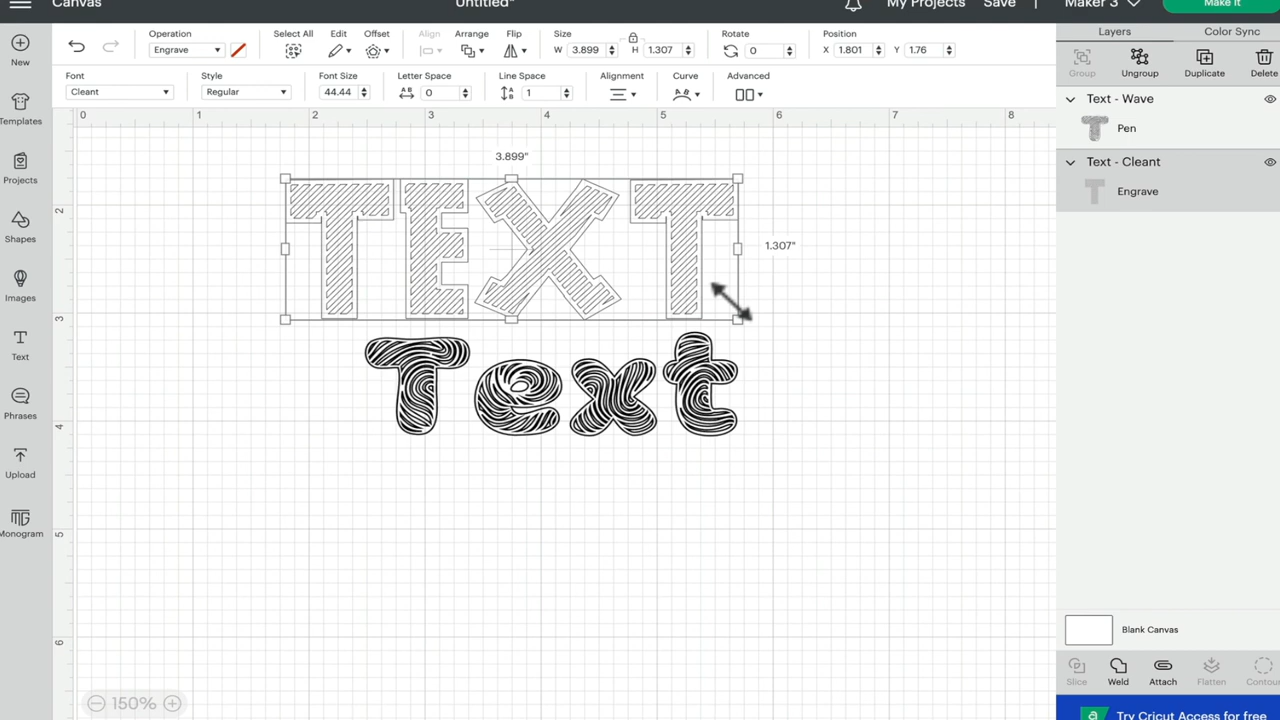 Canvas
Untitled*
My Projects
Save
Maker 3
Make It
New
Templates
Projects
Shapes
Images
Text
Phrases
Upload
Monogram
Operation
Engrave
Select All
Edit
Offset
Align
Arrange
Flip
Size
W 3.899
H 1.307
Rotate
0
Position
X 1.801
Y 1.76
Font
Cleant
Style
Regular
Font Size
44.44
Letter Space
0
Line Space
1
Alignment
Curve
Advanced
0 1 2 3 4 5 6 7 8
2
3
4
5
6
3.899"
1.307"
TEXT
Text
150%
Layers
Color Sync
Group
Ungroup
Duplicate
Delete
Text - Wave
Pen
Text - Cleant
Engrave
Blank Canvas
Slice
Weld
Attach
Flatten
Contour
Try Cricut Access for free